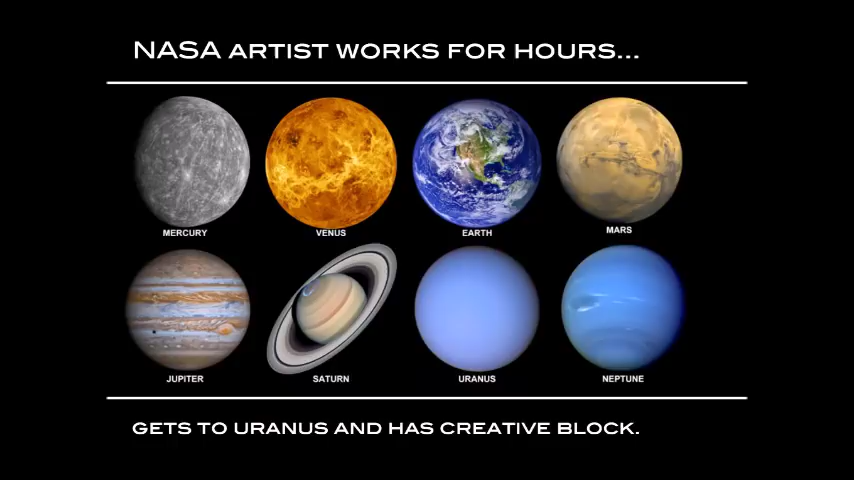 NASA ARTIST WORKS FOR HOURS...
MERCURY
VENUS
EARTH
MARS
JUPITER
SATURN
URANUS
NEPTUNE
GETS TO URANUS AND HAS CREATIVE BLOCK.